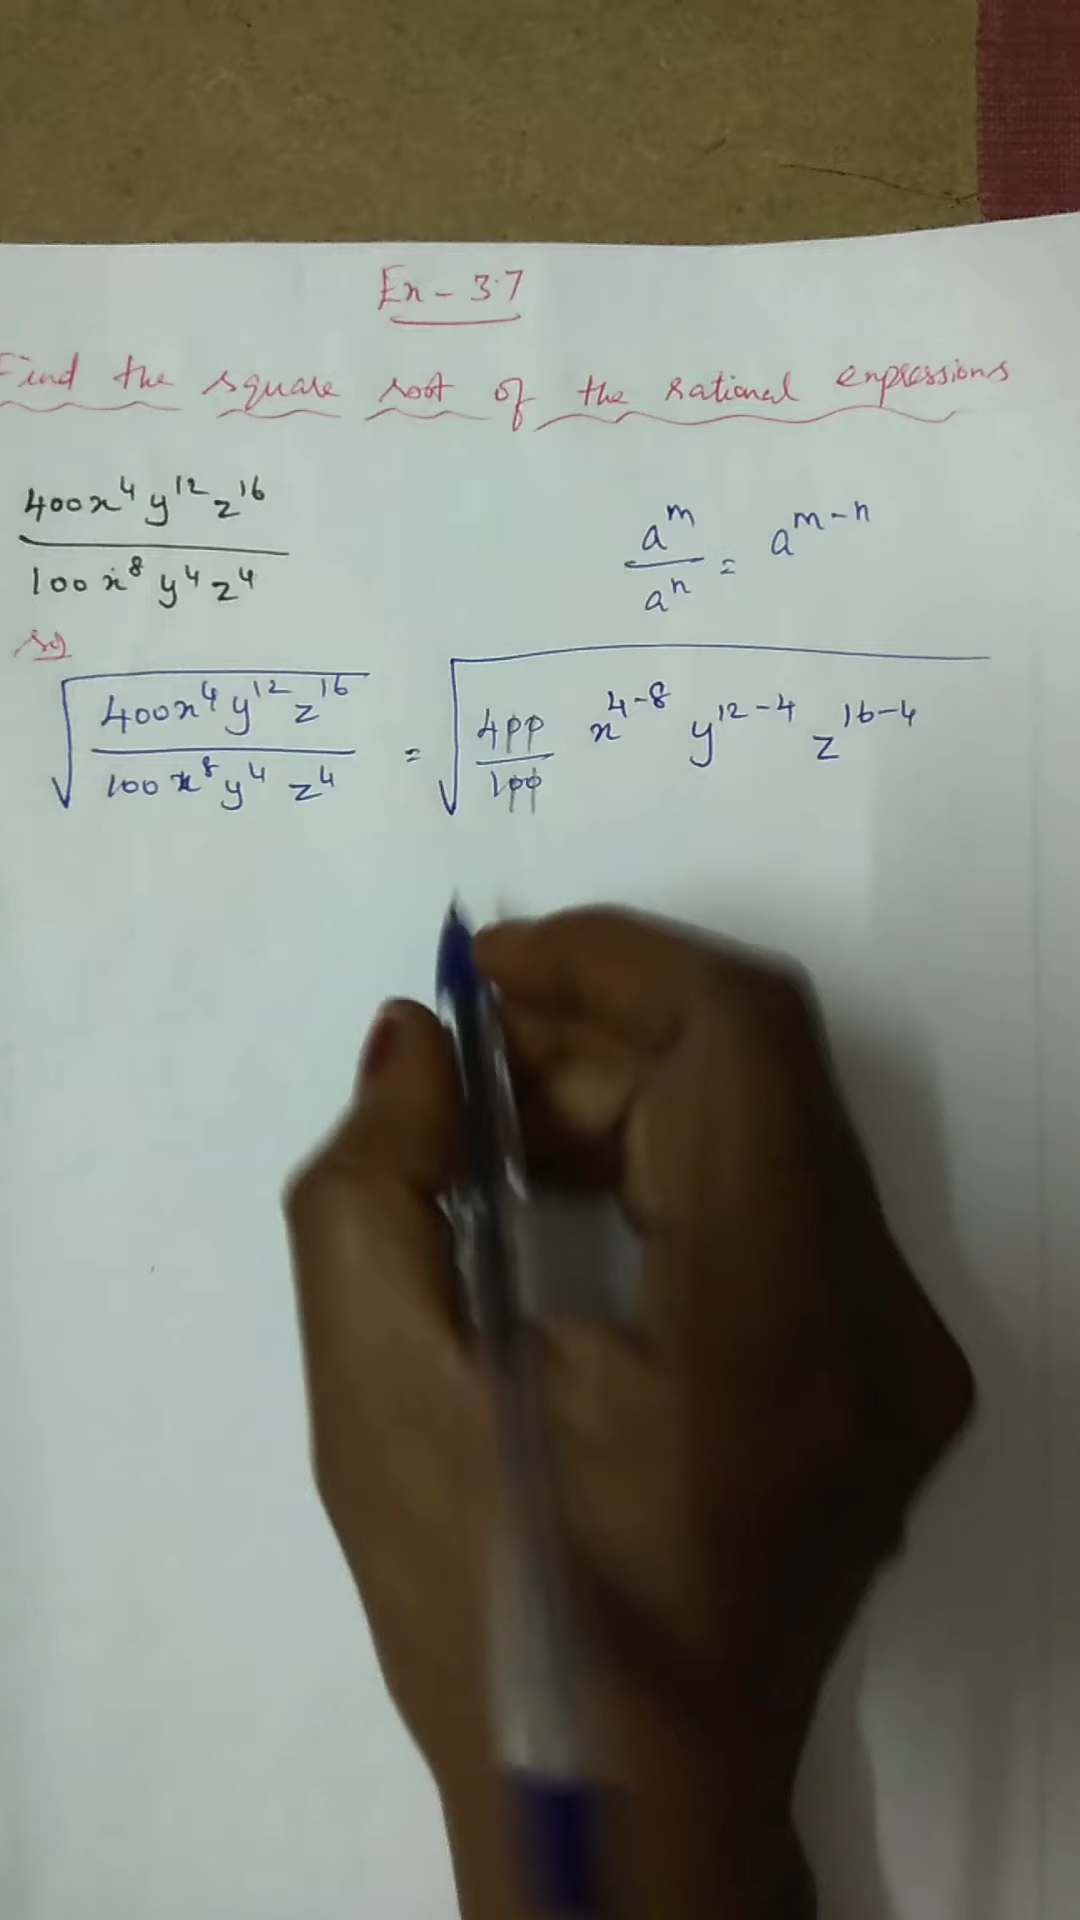 Ex - 3.7
Find the square root of the rational expressions
400x⁴y¹²z¹⁶ / 100x⁸y⁴z⁴
aᵐ/aⁿ = aᵐ⁻ⁿ
√(400x⁴y¹²z¹⁶ / 100x⁸y⁴z⁴) = √(400/100 x⁴⁻⁸ y¹²⁻⁴ z¹⁶⁻⁴)